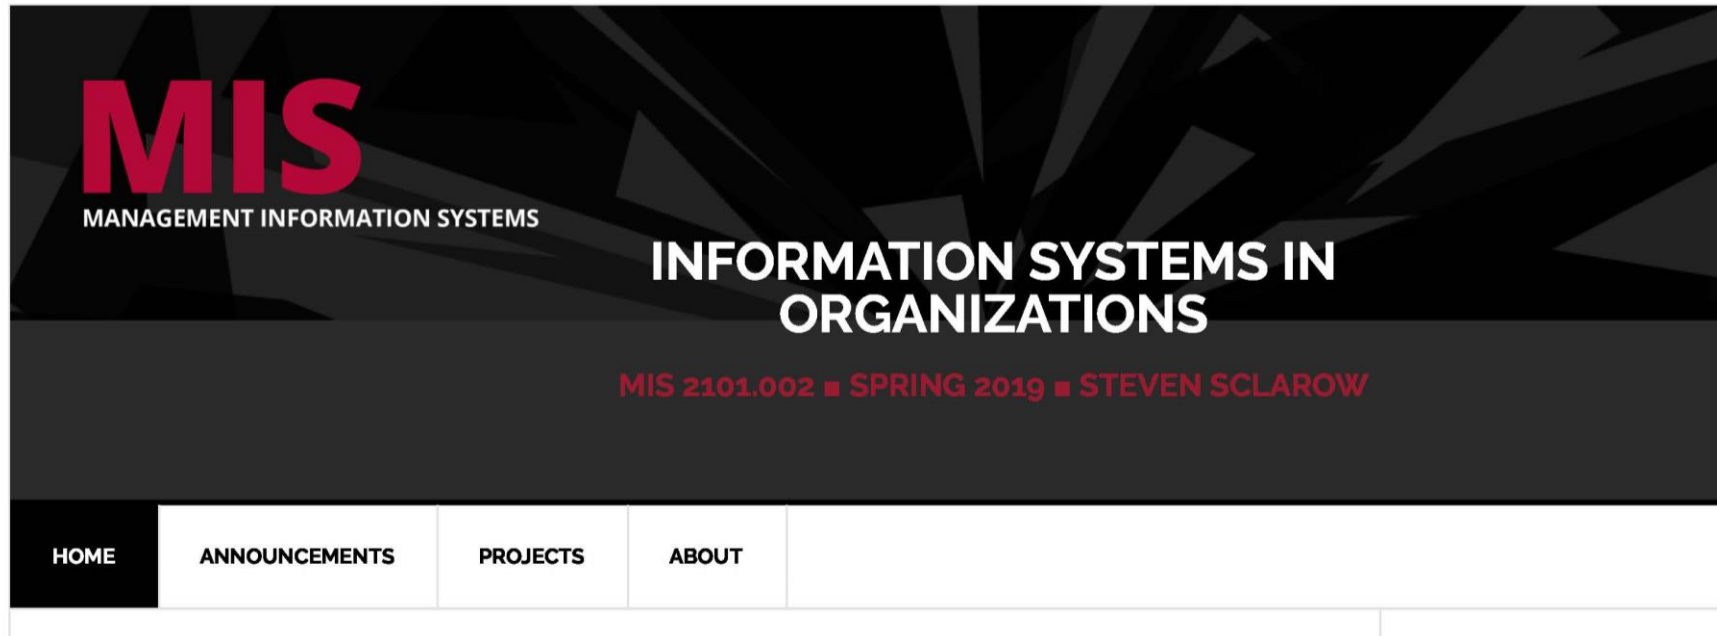 MIS
MANAGEMENT INFORMATION SYSTEMS
INFORMATION SYSTEMS IN
ORGANIZATIONS
MIS 2101.002 ■ SPRING 2019 ■ STEVEN SCLAROW
HOME ANNOUNCEMENTS PROJECTS ABOUT